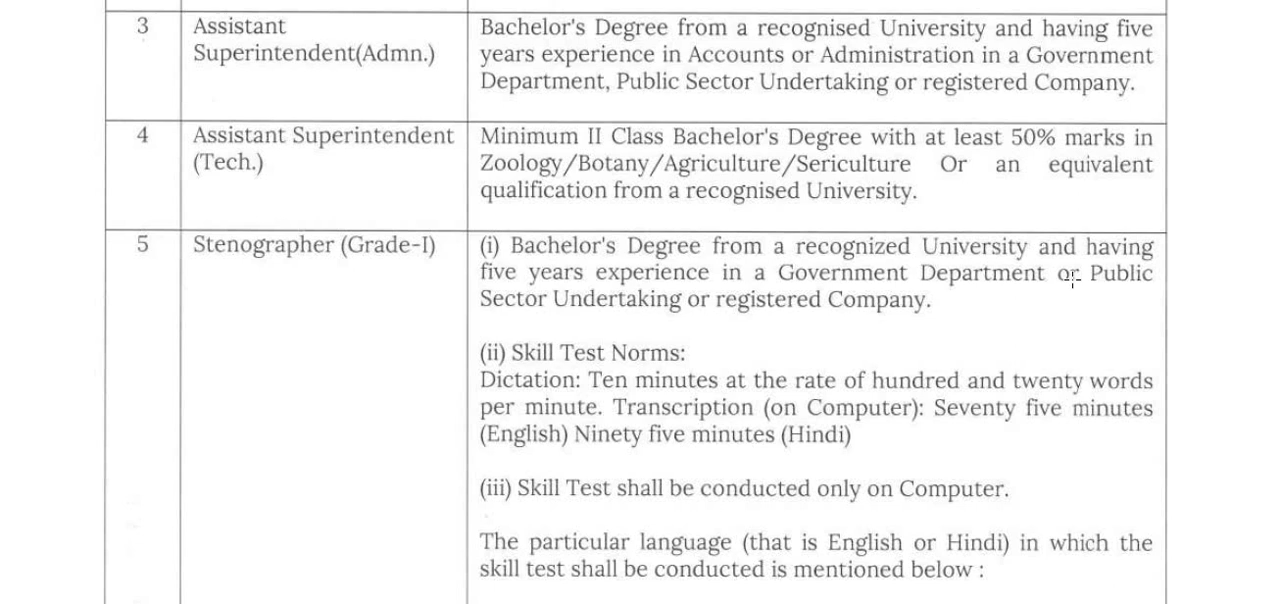 3
Assistant
Superintendent(Admn.)
Bachelor's Degree from a recognised University and having five
years experience in Accounts or Administration in a Government
Department, Public Sector Undertaking or registered Company.
4
Assistant Superintendent
(Tech.)
Minimum II Class Bachelor's Degree with at least 50% marks in
Zoology/Botany/Agriculture/Sericulture Or an equivalent
qualification from a recognised University.
5
Stenographer (Grade-I)
(i) Bachelor's Degree from a recognized University and having
five years experience in a Government Department or Public
Sector Undertaking or registered Company.
(ii) Skill Test Norms:
Dictation: Ten minutes at the rate of hundred and twenty words
per minute. Transcription (on Computer): Seventy five minutes
(English) Ninety five minutes (Hindi)
(iii) Skill Test shall be conducted only on Computer.
The particular language (that is English or Hindi) in which the
skill test shall be conducted is mentioned below :